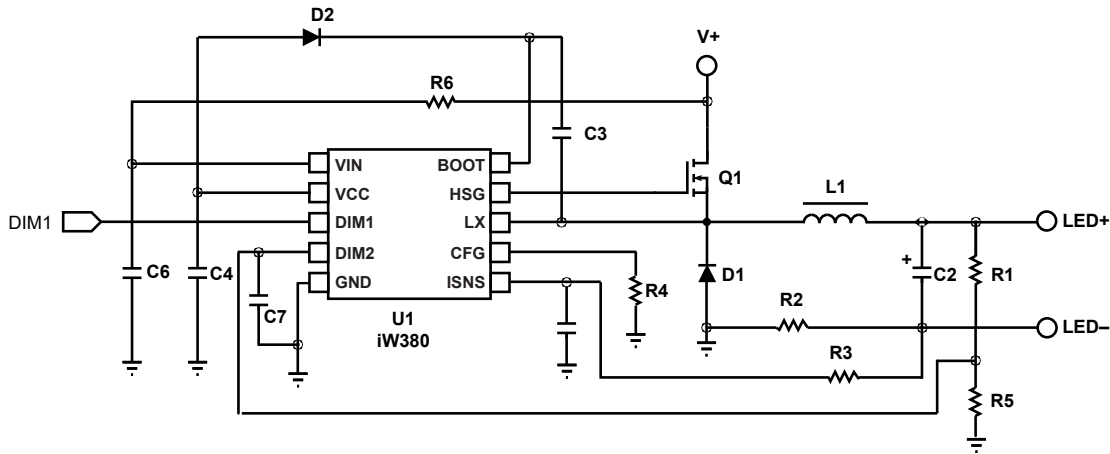 D2
V+
R6
C3
VIN
BOOT
Q1
VCC
HSG
L1
DIM1
DIM1
LX
LED+
DIM2
CFG
C6
C4
C7
GND
ISNS
R4
D1
+
C2
R1
R2
LED–
U1
iW380
R3
R5